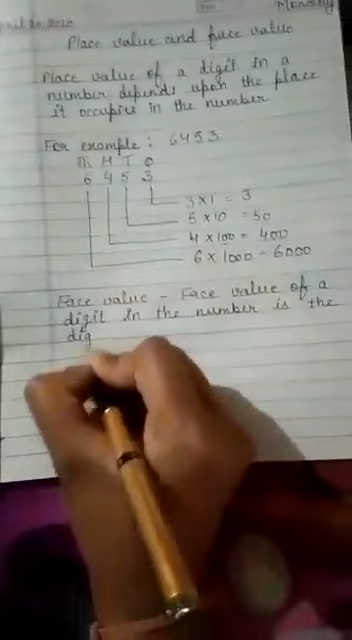 Monday
Place value and face value
Place value of a digit in a
number depends upon the place
it occupies in the number
For example : 6453
Th H T O
6 4 5 3
3 x 1 = 3
5 x 10 = 50
4 x 100 = 400
6 x 1000 = 6000
Face value - Face value of a
digit in the number is the
dig